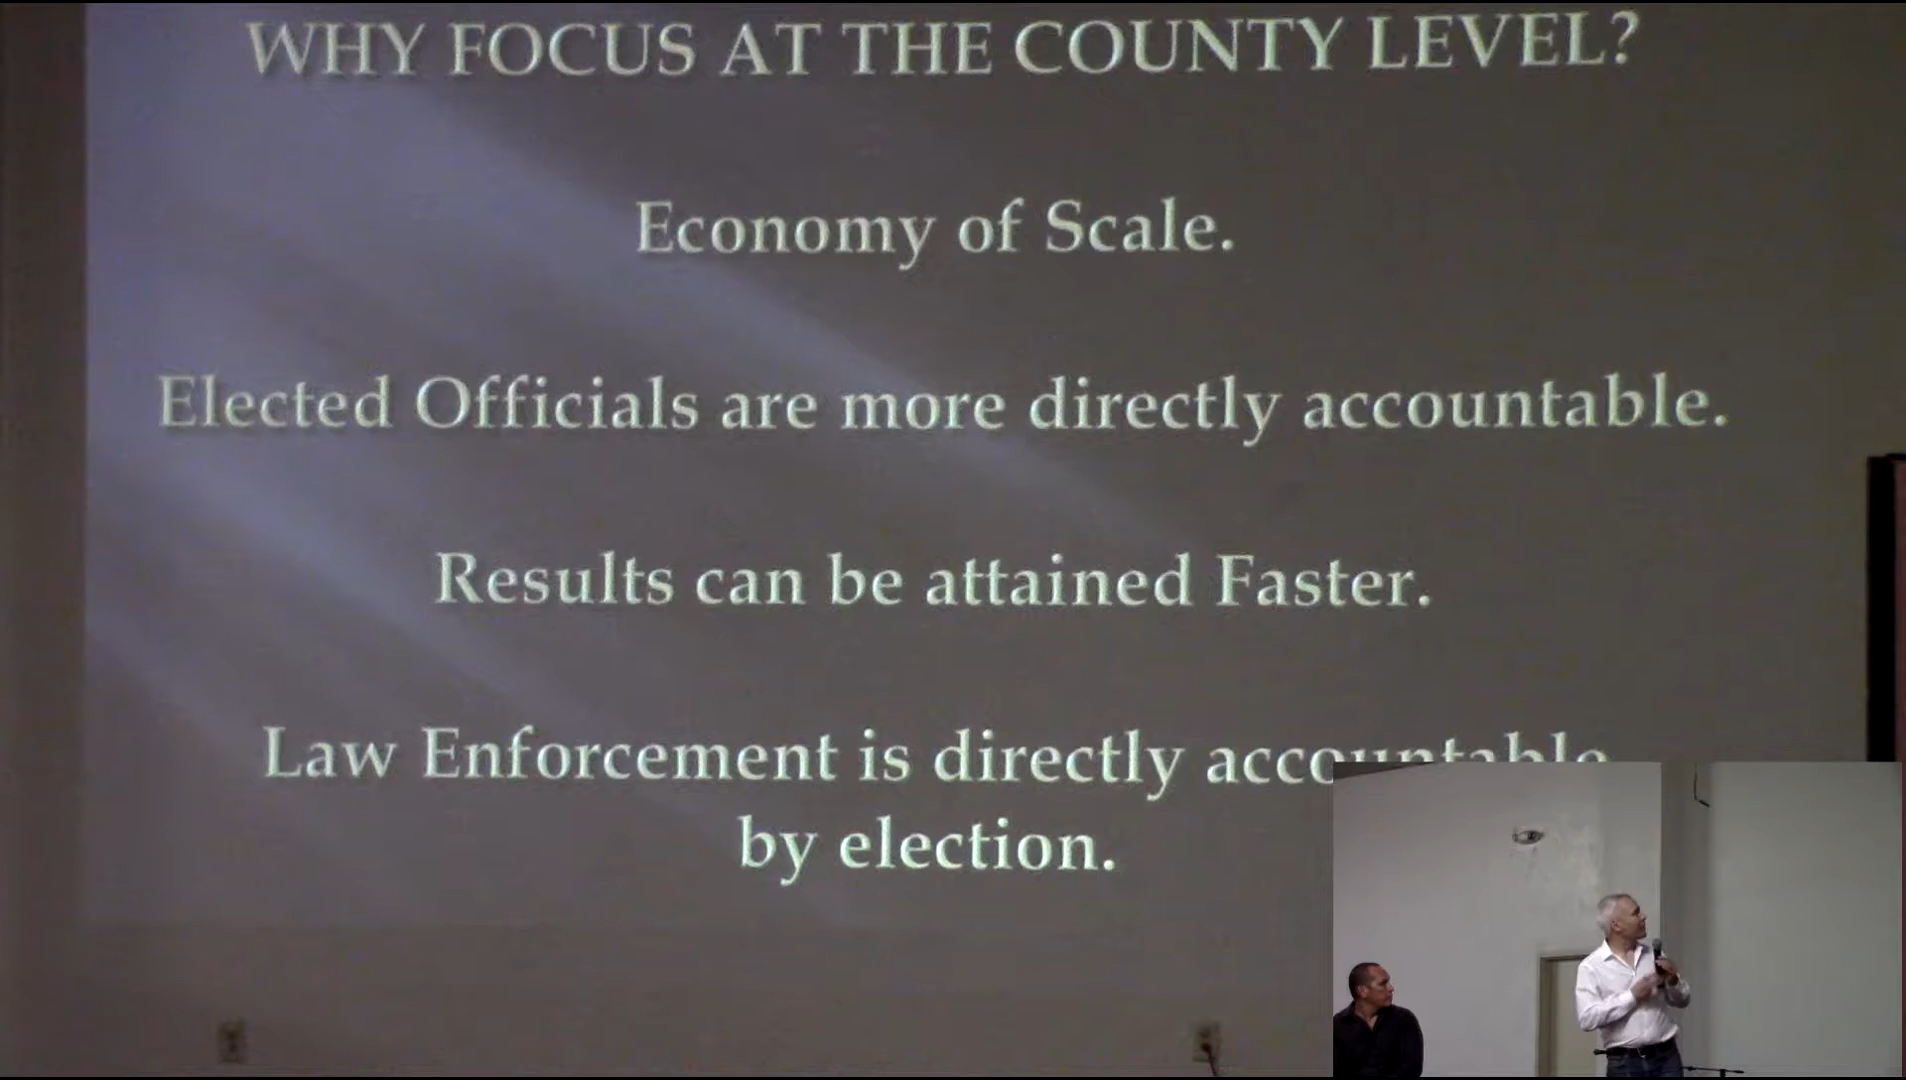 WHY FOCUS AT THE COUNTY LEVEL?
Economy of Scale.
Elected Officials are more directly accountable.
Results can be attained Faster.
Law Enforcement is directly accountable
by election.